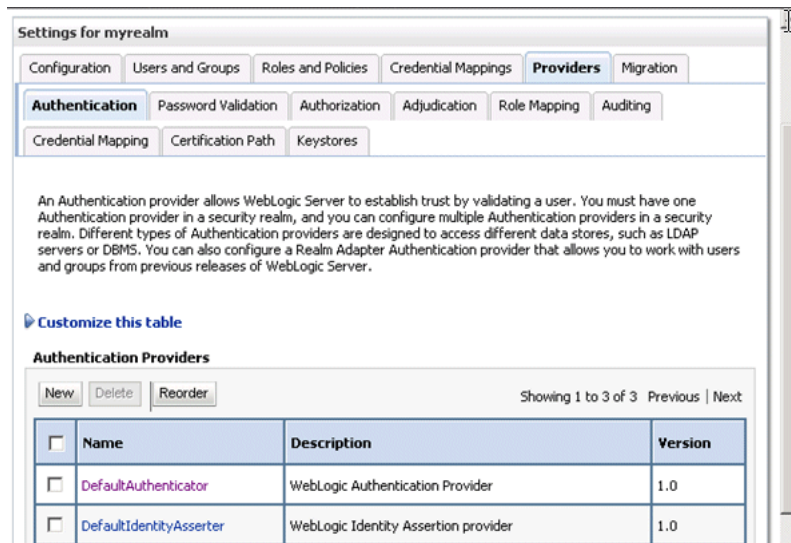 Settings for myrealm
Configuration Users and Groups Roles and Policies Credential Mappings Providers Migration
Authentication Password Validation Authorization Adjudication Role Mapping Auditing
Credential Mapping Certification Path Keystores
An Authentication provider allows WebLogic Server to establish trust by validating a user. You must have one
Authentication provider in a security realm, and you can configure multiple Authentication providers in a security
realm. Different types of Authentication providers are designed to access different data stores, such as LDAP
servers or DBMS. You can also configure a Realm Adapter Authentication provider that allows you to work with users
and groups from previous releases of WebLogic Server.
Customize this table
Authentication Providers
New Delete Reorder Showing 1 to 3 of 3 Previous | Next
Name Description Version
DefaultAuthenticator WebLogic Authentication Provider 1.0
DefaultIdentityAsserter WebLogic Identity Assertion provider 1.0